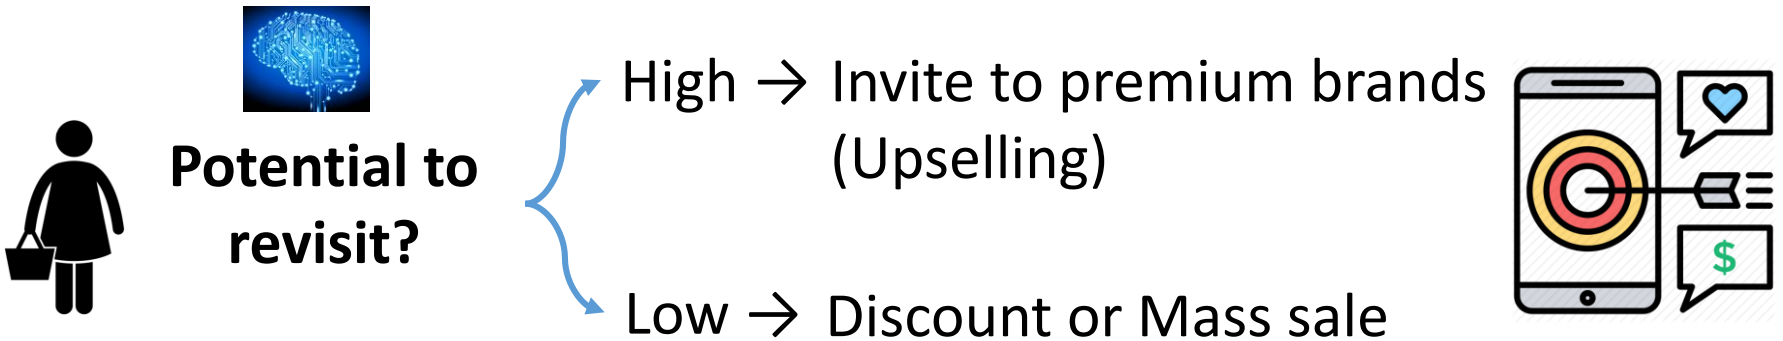 Potential to
revisit?
High → Invite to premium brands
(Upselling)
Low → Discount or Mass sale
$